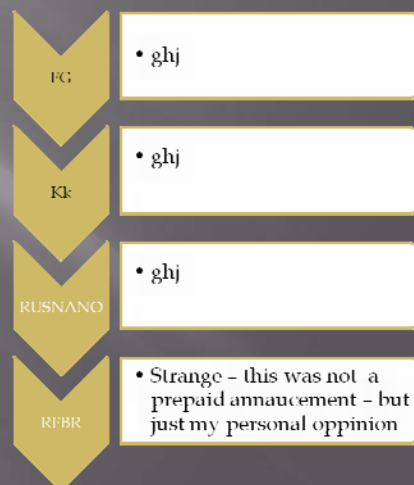 FG
• ghj
Kk
• ghj
RUSNANO
• ghj
RFBR
• Strange – this was not a
prepaid annaucement – but
just my personal oppinion